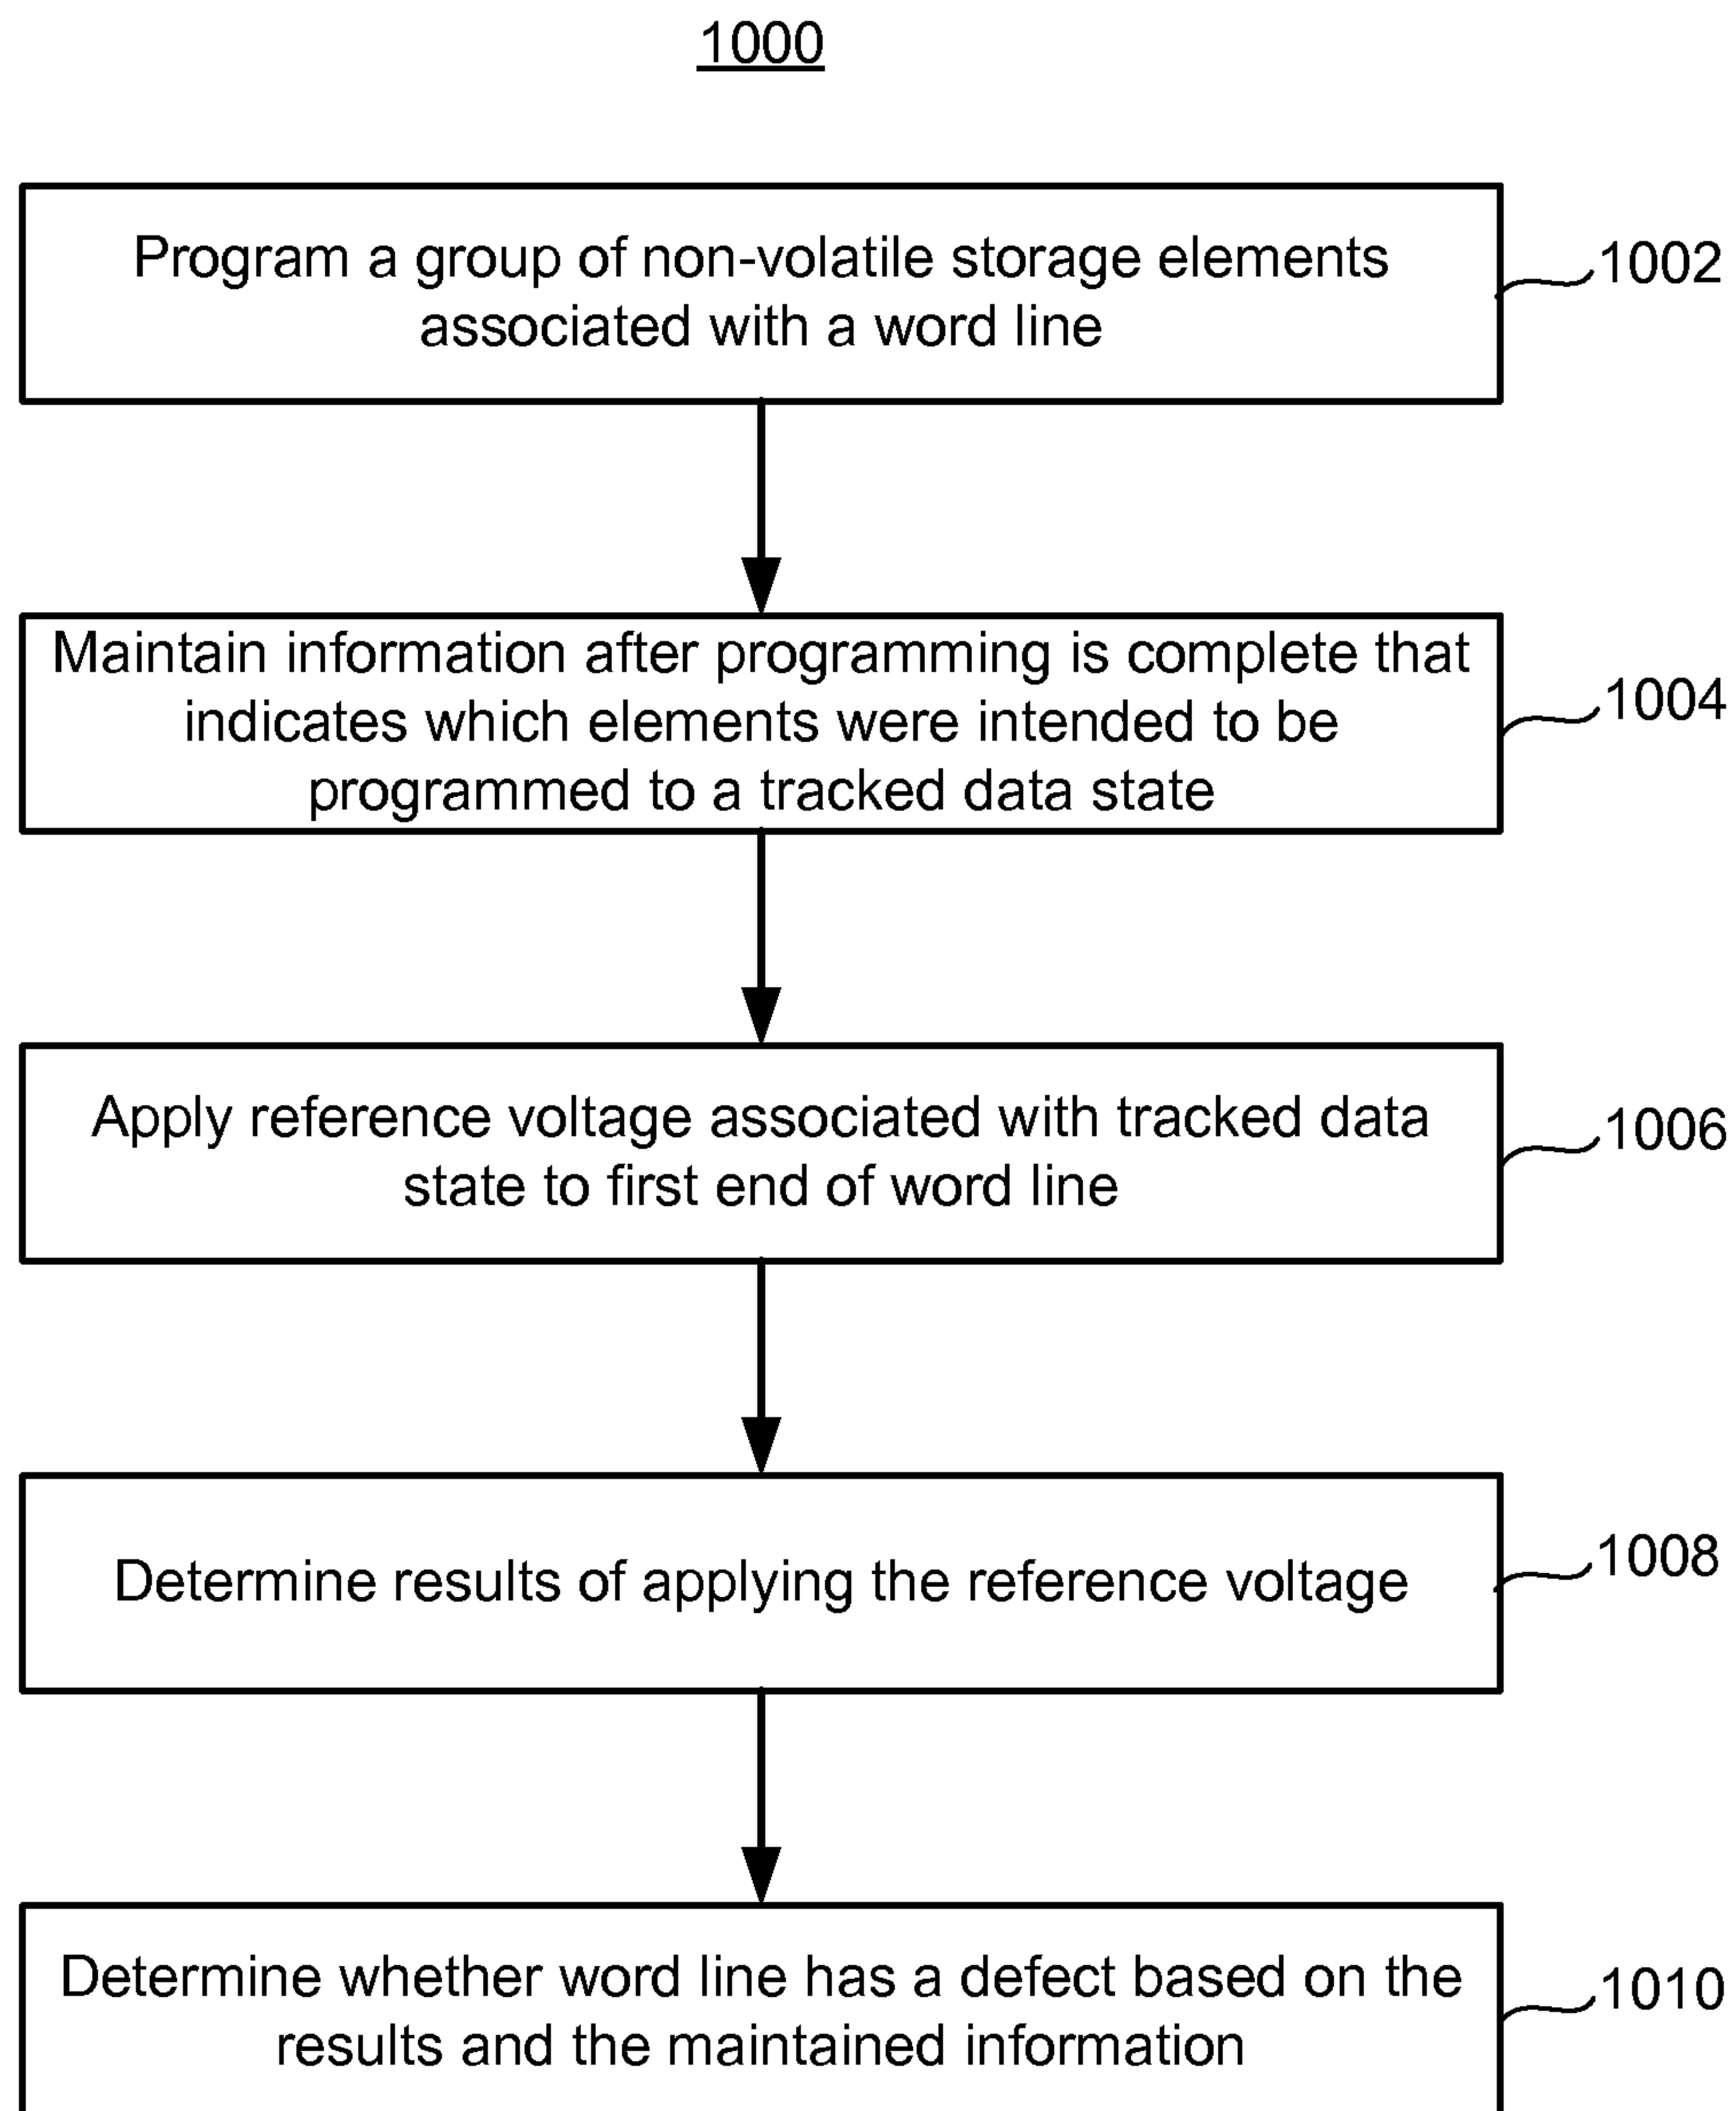 1000
Program a group of non-volatile storage elements
associated with a word line
1002
Maintain information after programming is complete that
indicates which elements were intended to be
programmed to a tracked data state
1004
Apply reference voltage associated with tracked data
state to first end of word line
1006
Determine results of applying the reference voltage
1008
Determine whether word line has a defect based on the
results and the maintained information
1010